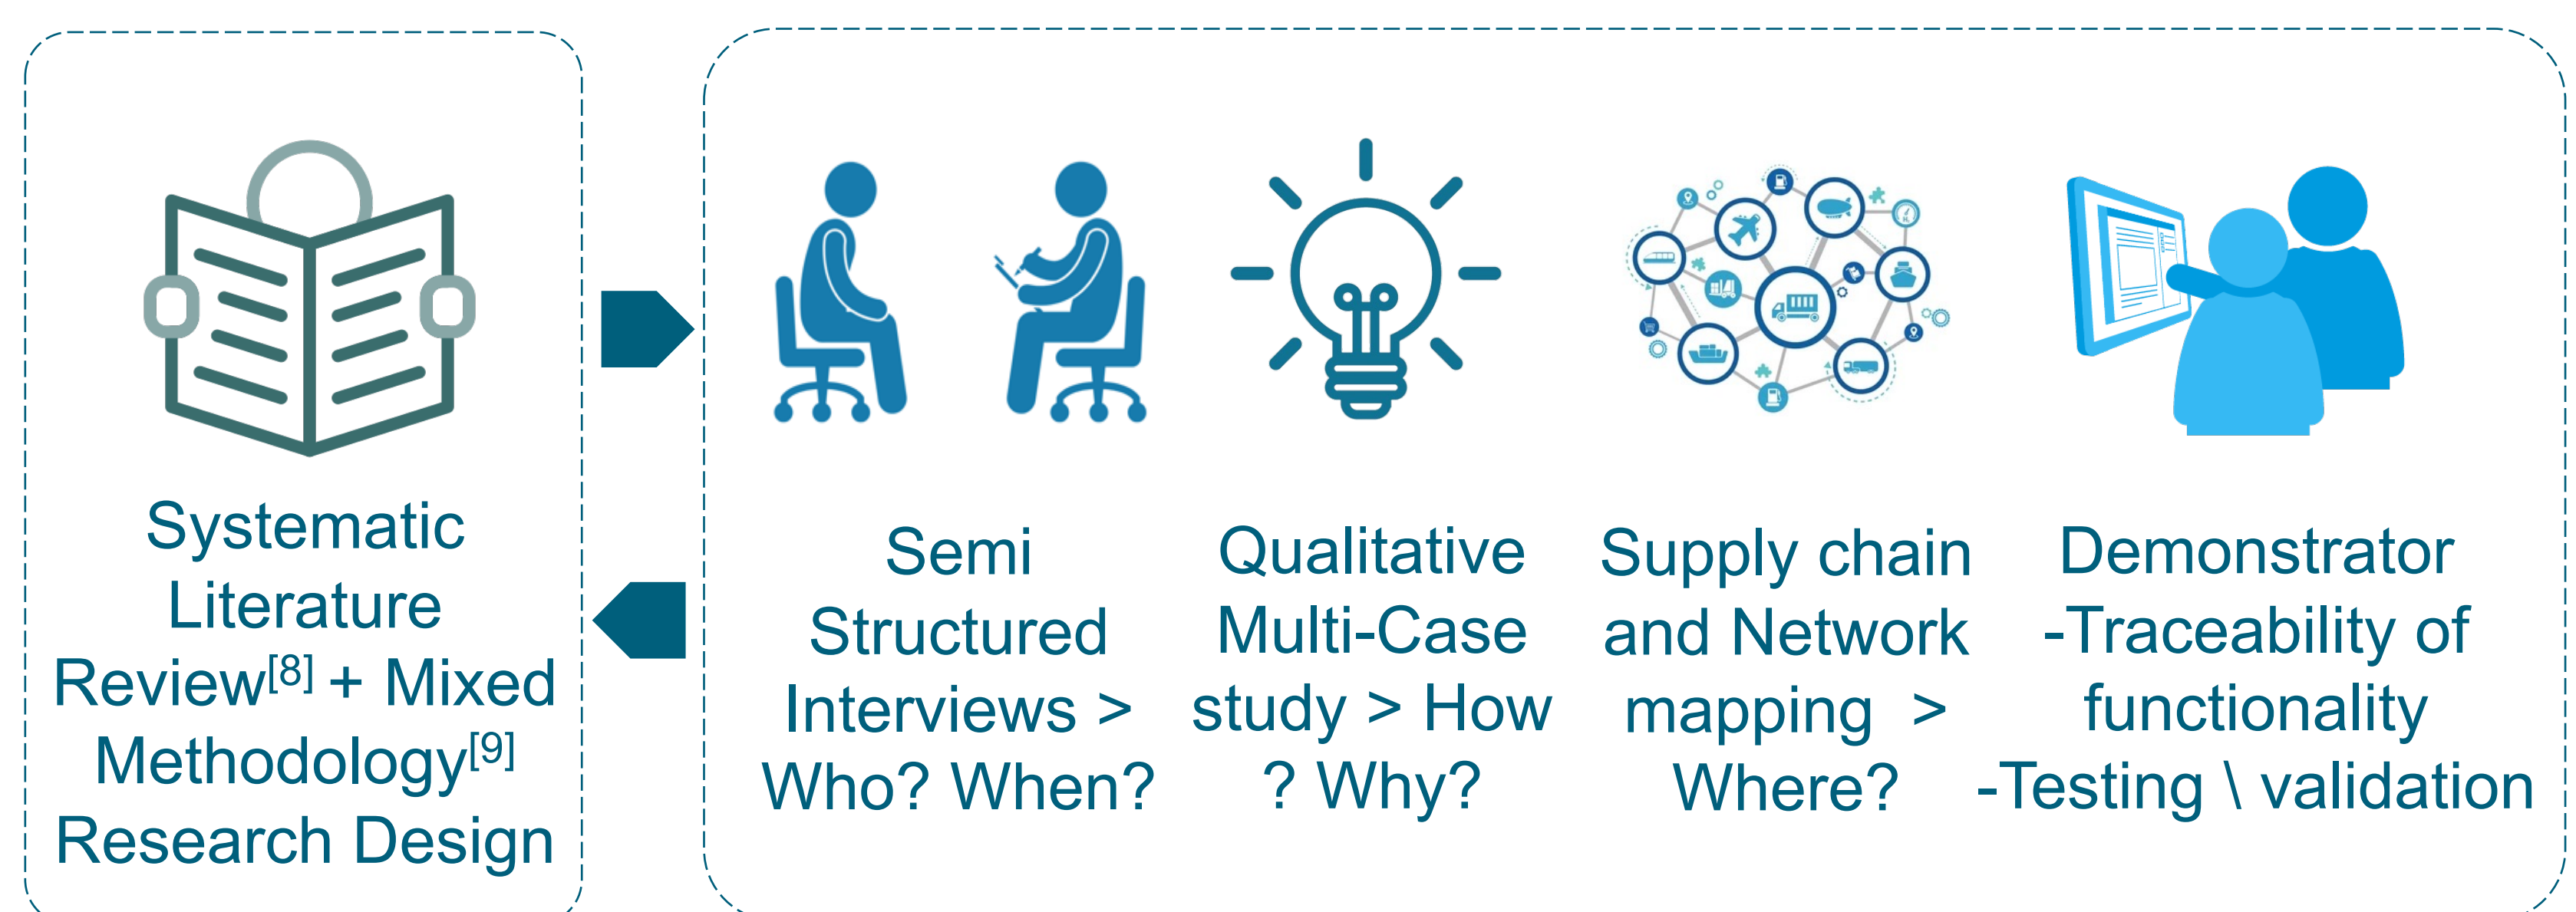 Systematic
Literature
Review[8] + Mixed
Methodology[9]
Research Design
Semi
Structured
Interviews >
Who? When?
Qualitative
Multi-Case
study > How
? Why?
Supply chain
and Network
mapping >
Where?
Demonstrator
-Traceability of
functionality
-Testing \ validation